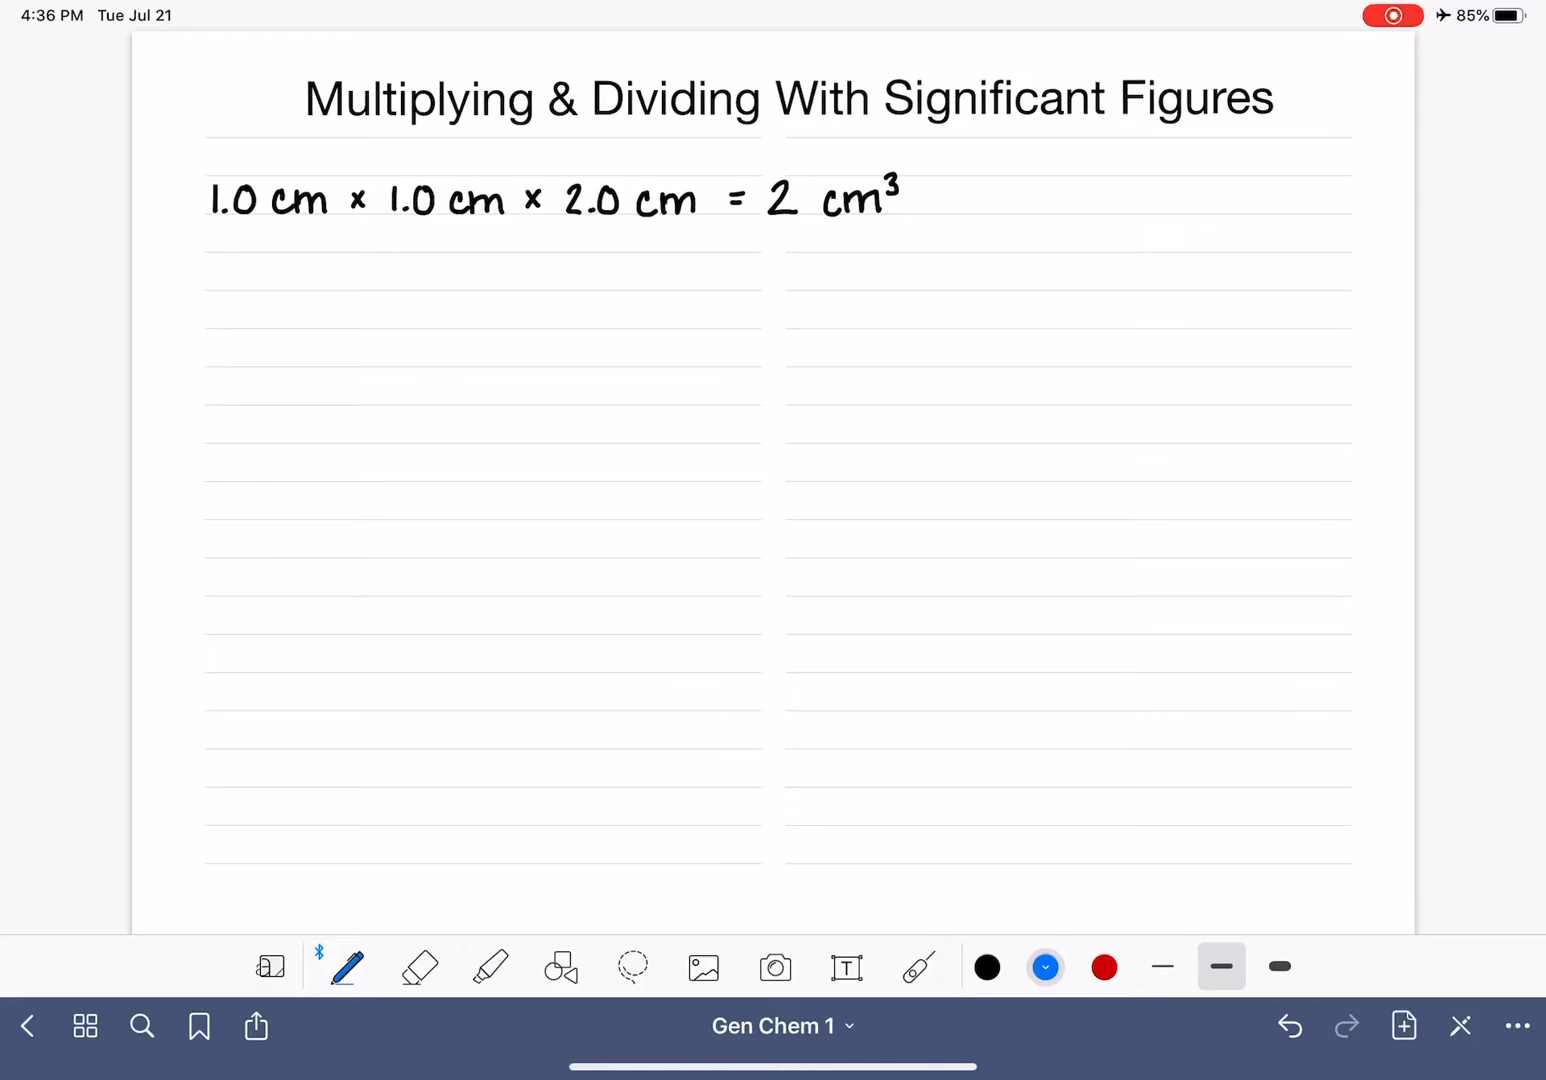 4:36 PM Tue Jul 21
85%
Multiplying & Dividing With Significant Figures
1.0 cm × 1.0 cm × 2.0 cm = 2 cm³
T
Gen Chem 1